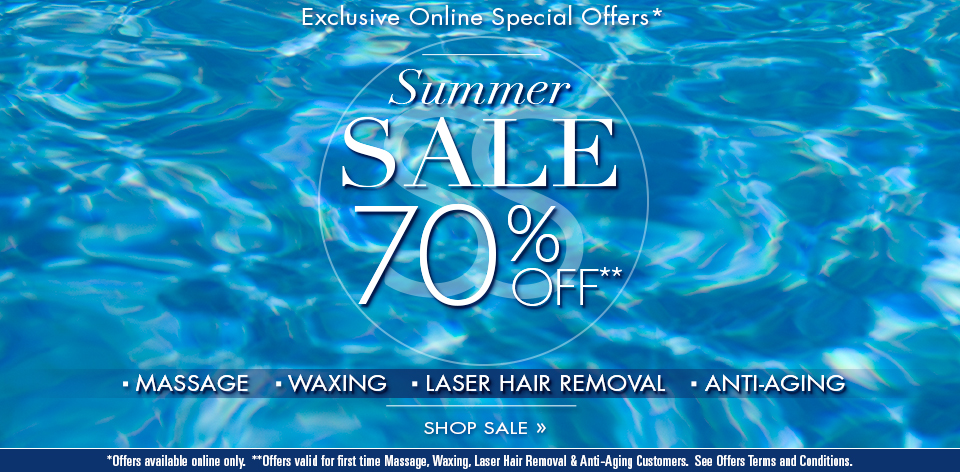 Exclusive Online Special Offers*
Summer
SALE
70% OFF**
▪ MASSAGE ▪ WAXING ▪ LASER HAIR REMOVAL ▪ ANTI-AGING
SHOP SALE »
*Offers available online only. **Offers valid for first time Massage, Waxing, Laser Hair Removal & Anti-Aging Customers. See Offers Terms and Conditions.